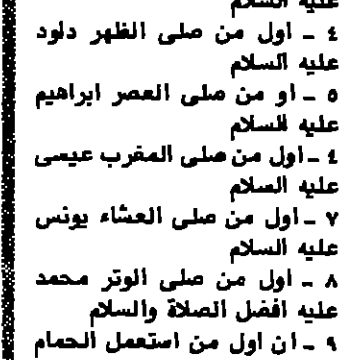 عليه السلام
٤ ـ اول من صلى الظهر داود
عليه السلام
٥ ـ او من صلى العصر ابراهيم
عليه السلام
٤ ـ اول من صلى المغرب عيسى
عليه السلام
٧ ـ اول من صلى العشاء يونس
عليه السلام
٨ ـ اول من صلى الوتر محمد
عليه افضل الصلاة والسلام
٩ ـ ان اول من استعمل الحمام